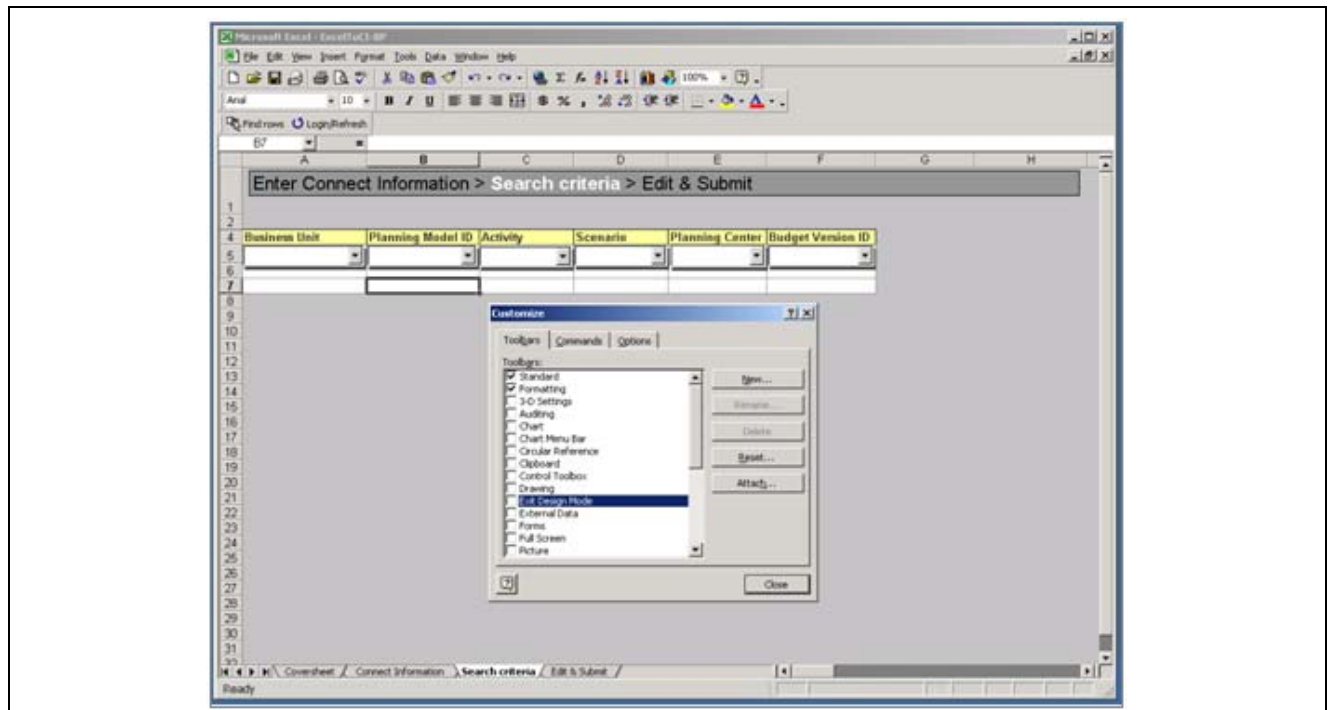 Microsoft Excel - ExcelToCI-BP
File Edit View Insert Format Tools Data Window Help
100%
Arial 10 B I U $ % ,
Find rows Login/Refresh
B7 =
A B C D E F G H
Enter Connect Information > Search criteria > Edit & Submit
1
2
4 Business Unit Planning Model ID Activity Scenario Planning Center Budget Version ID
5
6
7
8
9 Customize
10
11 Toolbars Commands Options
12 Toolbars:
13 Standard New...
14 Formatting
15 3-D Settings Rename...
Auditing
16 Chart
17 Chart Menu Bar Delete
18 Circular Reference
19 Clipboard Reset...
20 Control Toolbox
Drawing Attach...
21 Exit Design Mode
22 External Data
23 Forms
24 Full Screen
25 Picture
26
27 Close
28
29
30
31
32
Coversheet Connect Information Search criteria Edit & Submit
Ready